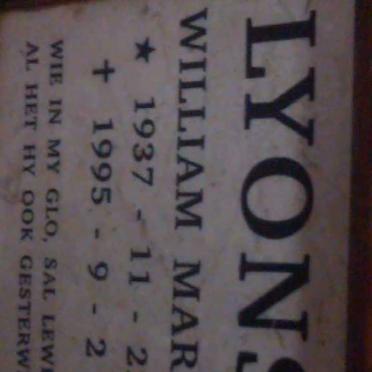 LYONS
WILLIAM MAR
★ 1937 - 11 - 2
✝ 1995 - 9 - 2
WIE IN MY GLO, SAL LEWE
AL HET HY OOK GESTERW